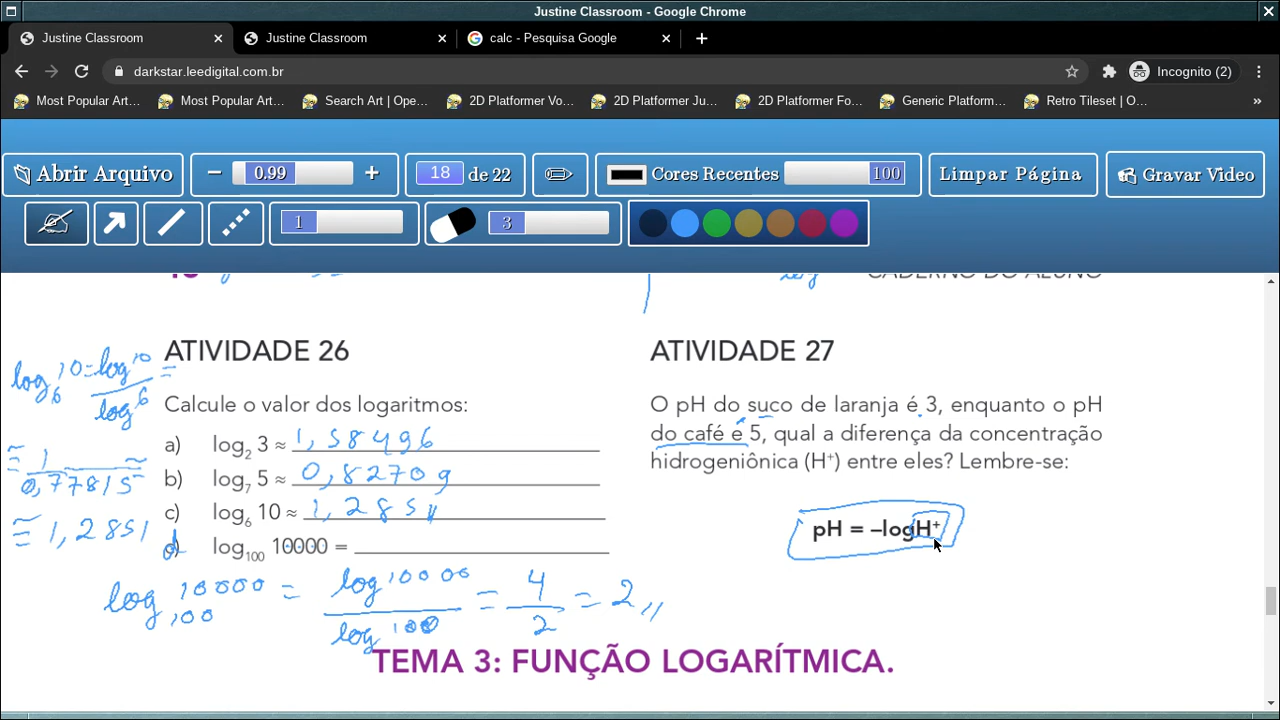 Justine Classroom - Google Chrome
Justine Classroom
Justine Classroom
calc - Pesquisa Google
darkstar.leedigital.com.br
Incognito (2)
Most Popular Art...
Most Popular Art...
Search Art | Ope...
2D Platformer Vo...
2D Platformer Ju...
2D Platformer Fo...
Generic Platform...
Retro Tileset | O...
Abrir Arquivo
0.99
18 de 22
Cores Recentes
100
Limpar Página
Gravar Video
1
3
CADERNO DO ALUNO
log
ATIVIDADE 26
log₆ 10 = log 10 / log 6 =
≅ 1 / 0,77815 ≅
≅ 1,2851
Calcule o valor dos logaritmos:
a) log₂ 3 ≈ 1,58496
b) log₇ 5 ≈ 0,82709
c) log₆ 10 ≈ 1,2851
d) log₁₀₀ 10000 =
log₁₀₀ 10000 = log 10000 / log 100 = 4 / 2 = 2 //
ATIVIDADE 27
O pH do suco de laranja é 3, enquanto o pH
do café é 5, qual a diferença da concentração
hidrogeniônica (H⁺) entre eles? Lembre-se:
pH = –logH⁺
TEMA 3: FUNÇÃO LOGARÍTMICA.